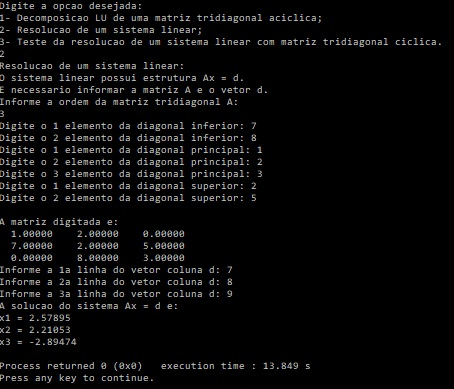 Digite a opcao desejada:
1- Decomposicao LU de uma matriz tridiagonal aciclica;
2- Resolucao de um sistema linear;
3- Teste da resolucao de um sistema linear com matriz tridiagonal ciclica.
2
Resolucao de um sistema linear:
O sistema linear possui estrutura Ax = d.
E necessario informar a matriz A e o vetor d.
Informe a ordem da matriz tridiagonal A:
3
Digite o 1 elemento da diagonal inferior: 7
Digite o 2 elemento da diagonal inferior: 8
Digite o 1 elemento da diagonal principal: 1
Digite o 2 elemento da diagonal principal: 2
Digite o 3 elemento da diagonal principal: 3
Digite o 1 elemento da diagonal superior: 2
Digite o 2 elemento da diagonal superior: 5
A matriz digitada e:
1.00000 2.00000 0.00000
7.00000 2.00000 5.00000
0.00000 8.00000 3.00000
Informe a 1a linha do vetor coluna d: 7
Informe a 2a linha do vetor coluna d: 8
Informe a 3a linha do vetor coluna d: 9
A solucao do sistema Ax = d e:
x1 = 2.57895
x2 = 2.21053
x3 = -2.89474
Process returned 0 (0x0) execution time : 13.849 s
Press any key to continue.